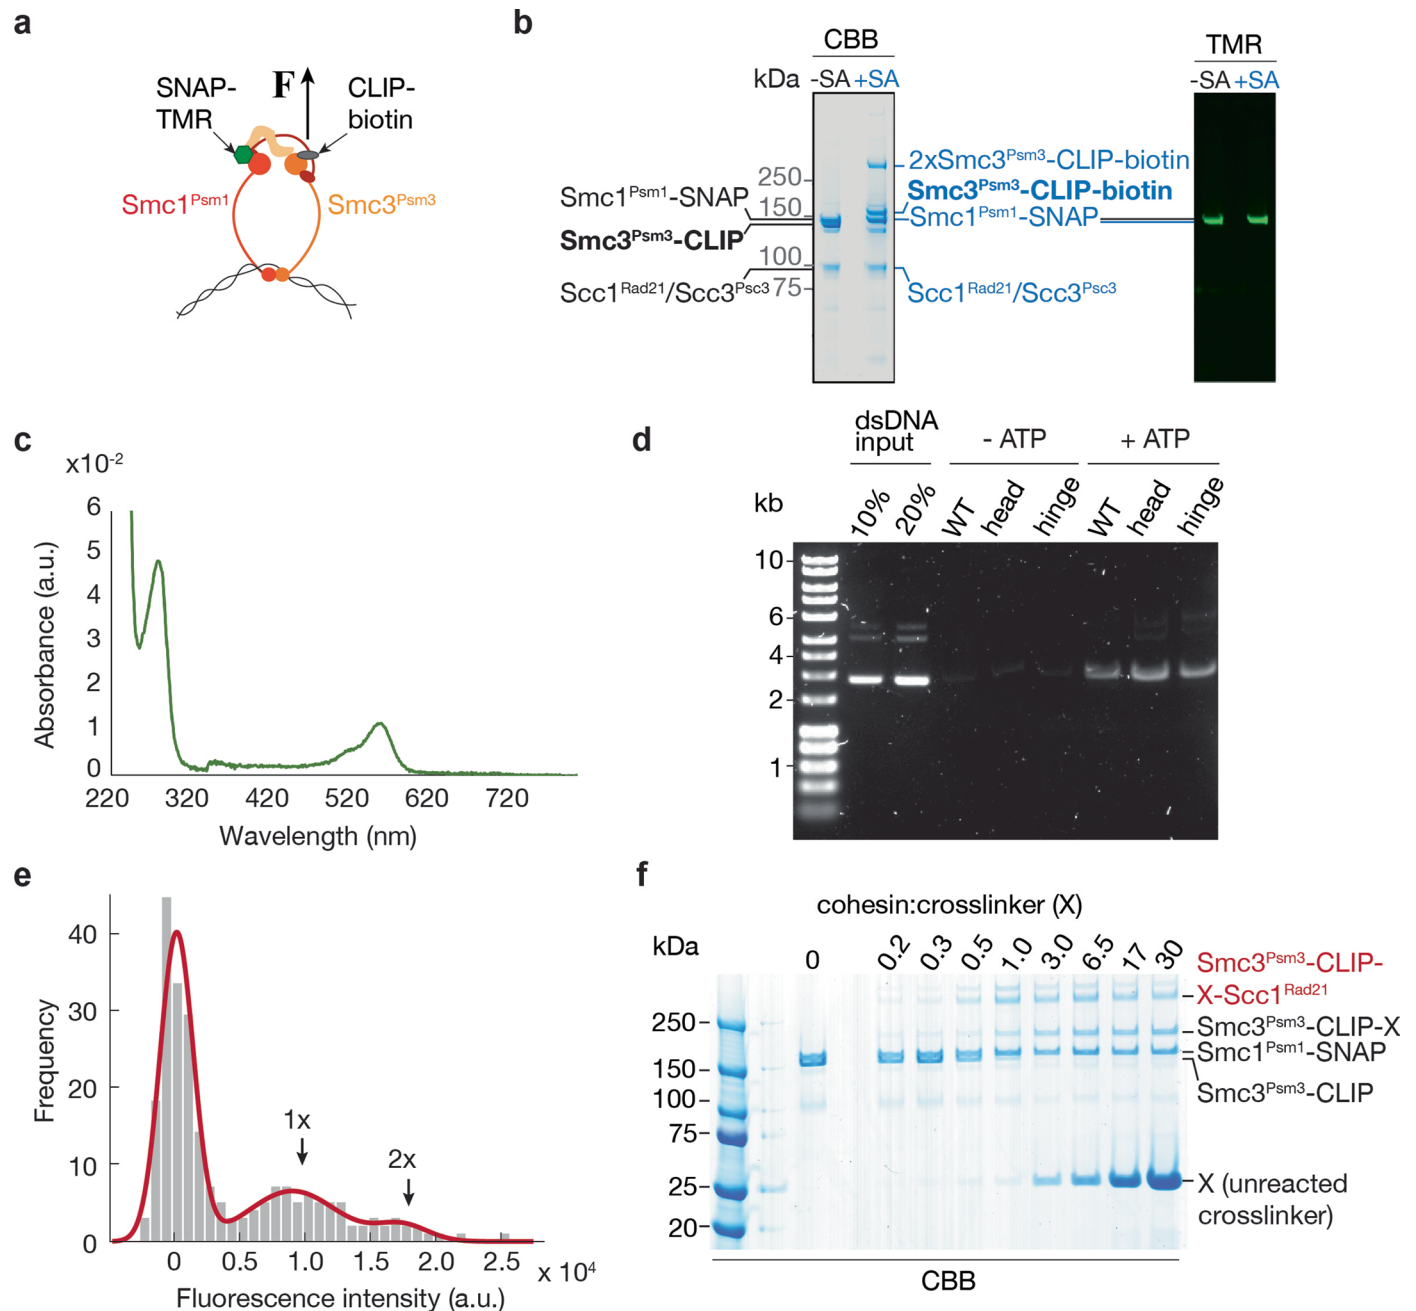 a
SNAP-
TMR
F
CLIP-
biotin
Smc1Psm1
Smc3Psm3
b
CBB
kDa -SA +SA
250
150
100
75
Smc1Psm1-SNAP
Smc3Psm3-CLIP
Scc1Rad21/Scc3Psc3
2xSmc3Psm3-CLIP-biotin
Smc3Psm3-CLIP-biotin
Smc1Psm1-SNAP
Scc1Rad21/Scc3Psc3
TMR
-SA +SA
c
x10-2
Absorbance (a.u.)
6
5
4
3
2
1
0
220 320 420 520 620 720
Wavelength (nm)
d
dsDNA
input
- ATP
+ ATP
kb
10% 20% WT head hinge WT head hinge
10
6
4
2
1
e
Frequency
40
30
20
10
0
1x
2x
0 0.5 1.0 1.5 2.0 2.5
x 104
Fluorescence intensity (a.u.)
f
cohesin:crosslinker (X)
kDa
0 0.2 0.3 0.5 1.0 3.0 6.5 17 30
250
150
100
75
25
20
Smc3Psm3-CLIP-
X-Scc1Rad21
Smc3Psm3-CLIP-X
Smc1Psm1-SNAP
Smc3Psm3-CLIP
X (unreacted
crosslinker)
CBB